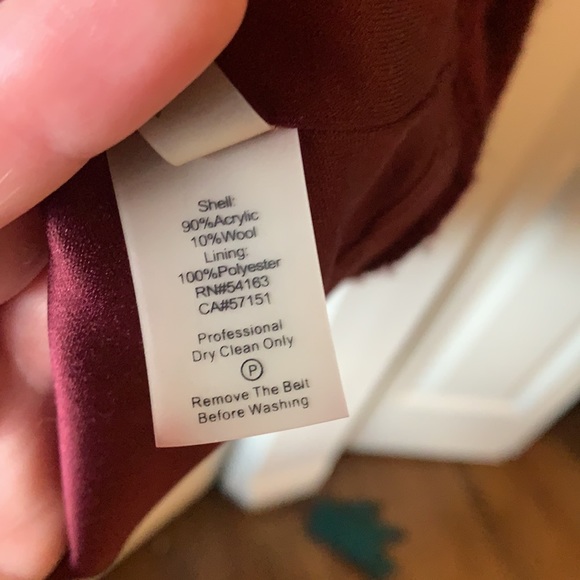 Shell:
90%Acrylic
10%Wool
Lining:
100%Polyester
RN#54163
CA#57151
Professional
Dry Clean Only
P
Remove The Belt
Before Washing